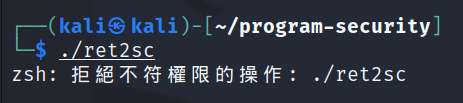 ┌──(kali㉿kali)-[~/program-security]
└─$ ./ret2sc
zsh: 拒絕不符權限的操作: ./ret2sc